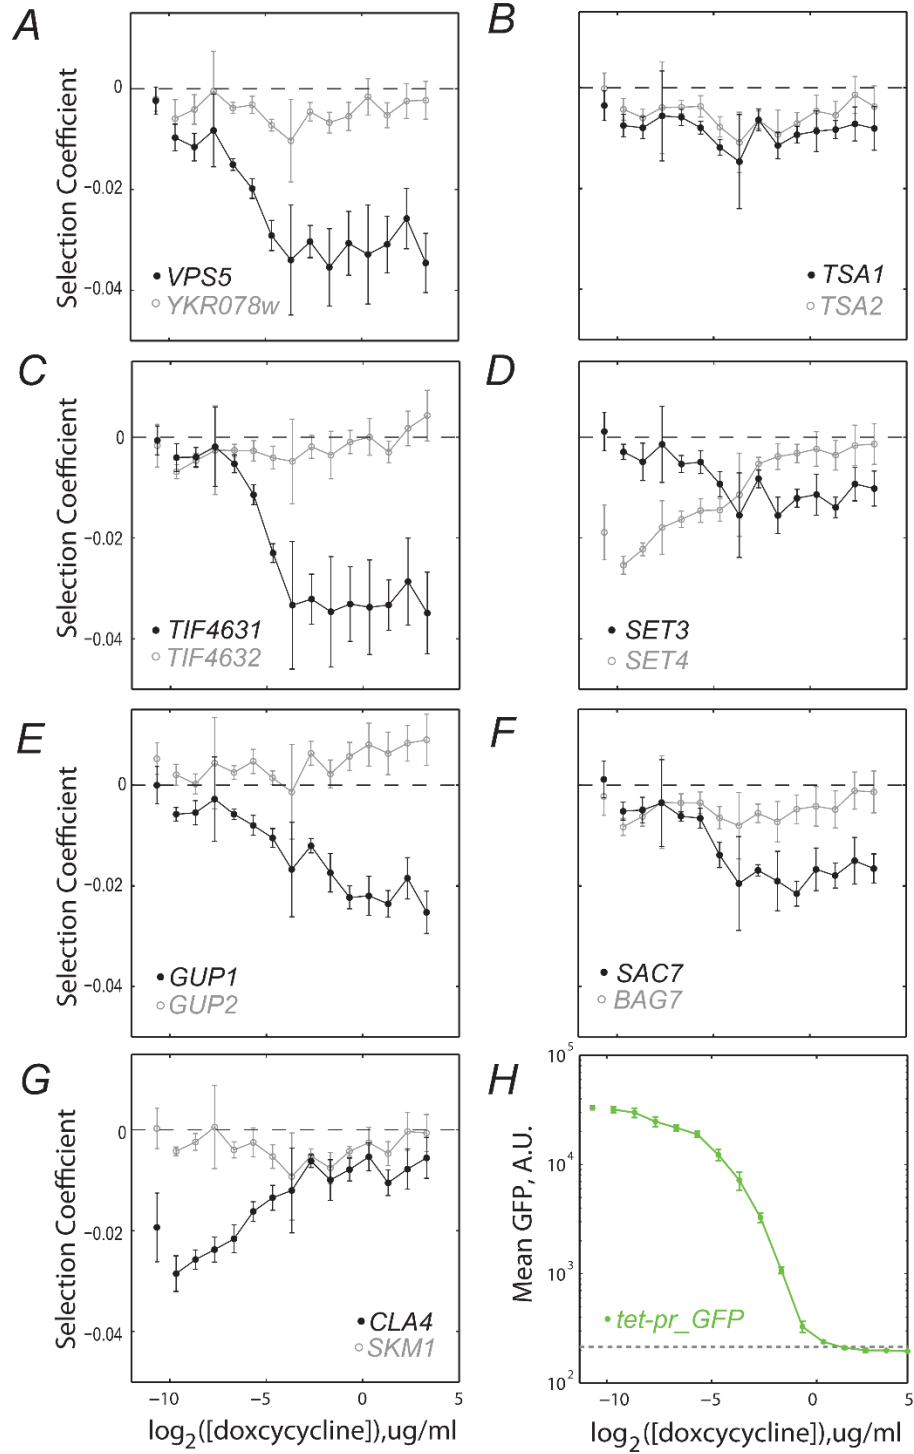 A
B
0
−0.02
−0.04
Selection Coefficient
VPS5
YKR078w
TSA1
TSA2
C
D
0
−0.02
−0.04
Selection Coefficient
TIF4631
TIF4632
SET3
SET4
E
F
0
−0.02
−0.04
Selection Coefficient
GUP1
GUP2
SAC7
BAG7
G
H
0
−0.02
−0.04
Selection Coefficient
CLA4
SKM1
−10 −5 0 5
log2([doxcycycline]),ug/ml
10^5
10^4
10^3
10^2
Mean GFP, A.U.
tet-pr_GFP
−10 −5 0 5
log2([doxcycycline]),ug/ml